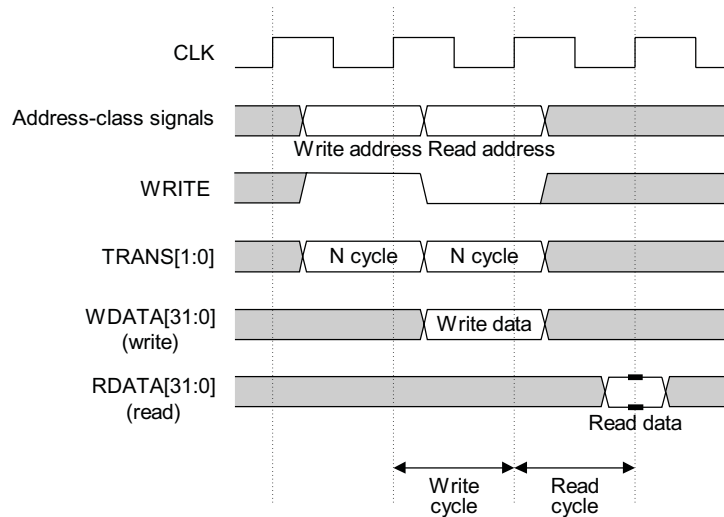 CLK
Address-class signals
Write address Read address
WRITE
TRANS[1:0]
N cycle N cycle
WDATA[31:0]
(write)
Write data
RDATA[31:0]
(read)
Read data
Write
cycle
Read
cycle